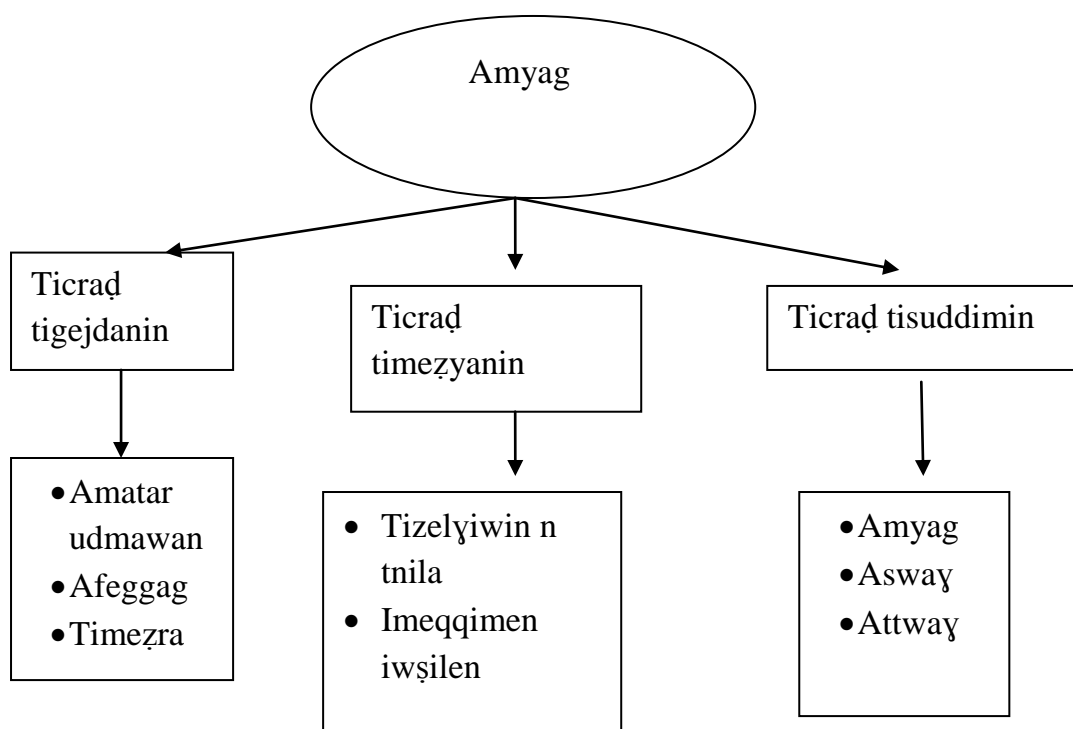 Amyag
Ticraḍ
tigejdanin
Ticraḍ
timeẓyanin
Ticraḍ tisuddimin
•Amatar
udmawan
•Afeggag
•Timeẓra
• Tizelɣiwin n
tnila
• Imeqqimen
iwṣilen
•Amyag
•Aswaɣ
•Attwaɣ